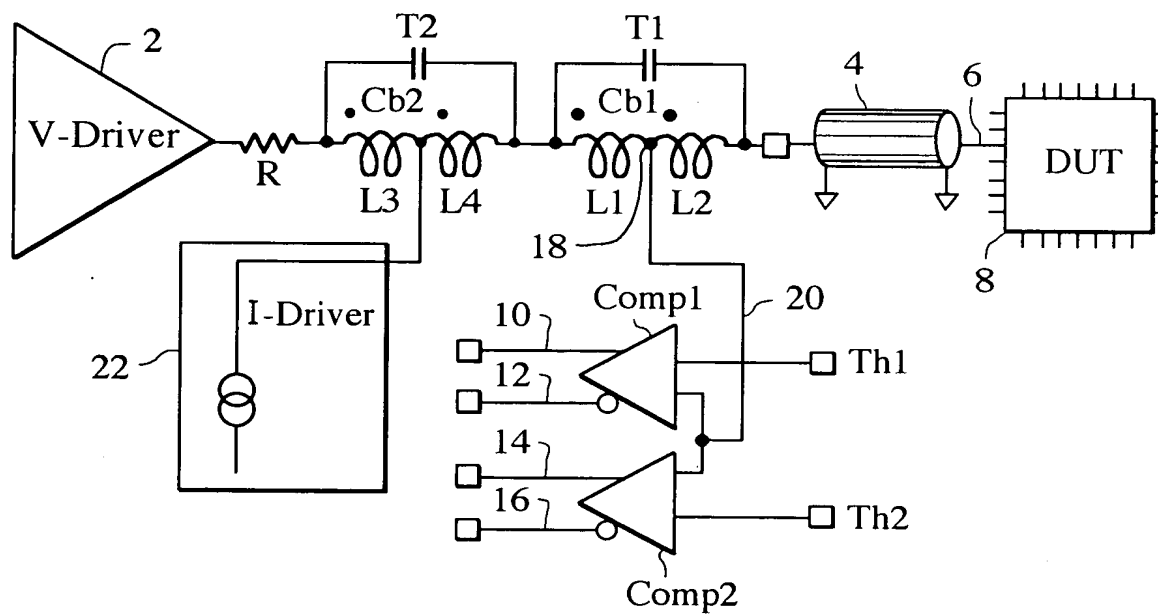 2
T2
T1
4
6
Cb2
Cb1
V-Driver
DUT
R
L3
L4
L1
L2
18
8
I-Driver
Comp1
20
10
22
Th1
12
14
16
Th2
Comp2